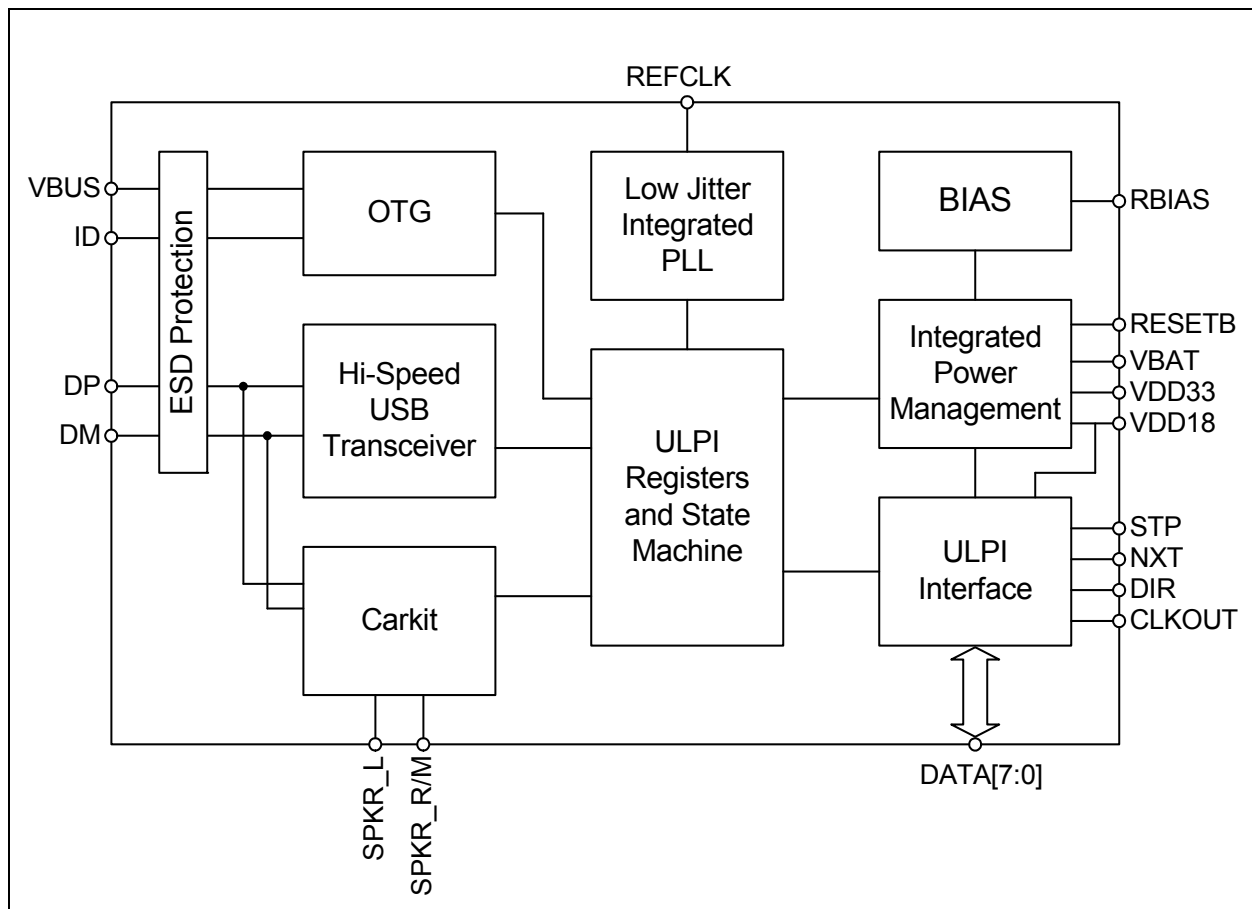 REFCLK
VBUS
ID
DP
DM
ESD Protection
OTG
Hi-Speed
USB
Transceiver
Carkit
SPKR_L
SPKR_R/M
Low Jitter
Integrated
PLL
ULPI
Registers
and State
Machine
BIAS
RBIAS
Integrated
Power
Management
RESETB
VBAT
VDD33
VDD18
ULPI
Interface
STP
NXT
DIR
CLKOUT
DATA[7:0]